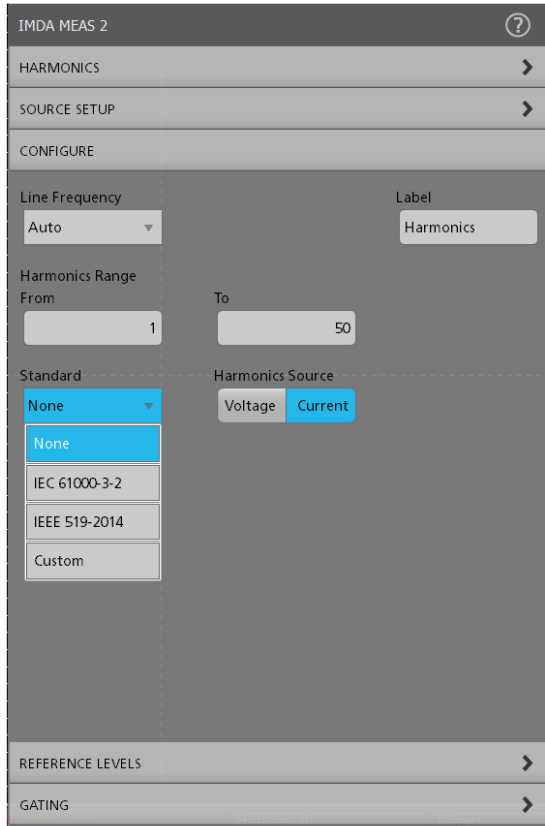 IMDA MEAS 2 ?
HARMONICS
SOURCE SETUP
CONFIGURE
Line Frequency Label
Auto Harmonics
Harmonics Range
From To
1 50
Standard Harmonics Source
None Voltage Current
None
IEC 61000-3-2
IEEE 519-2014
Custom
REFERENCE LEVELS
GATING